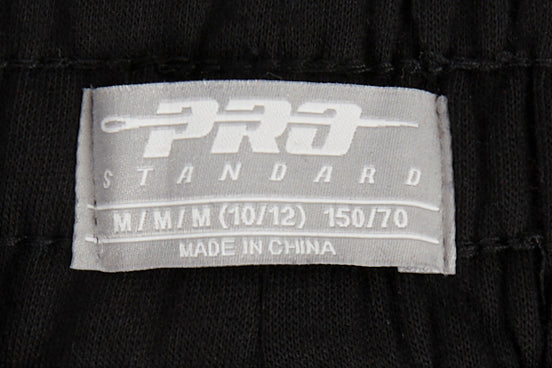 PRO
STANDARD
M/M/M (10/12) 150/70
MADE IN CHINA